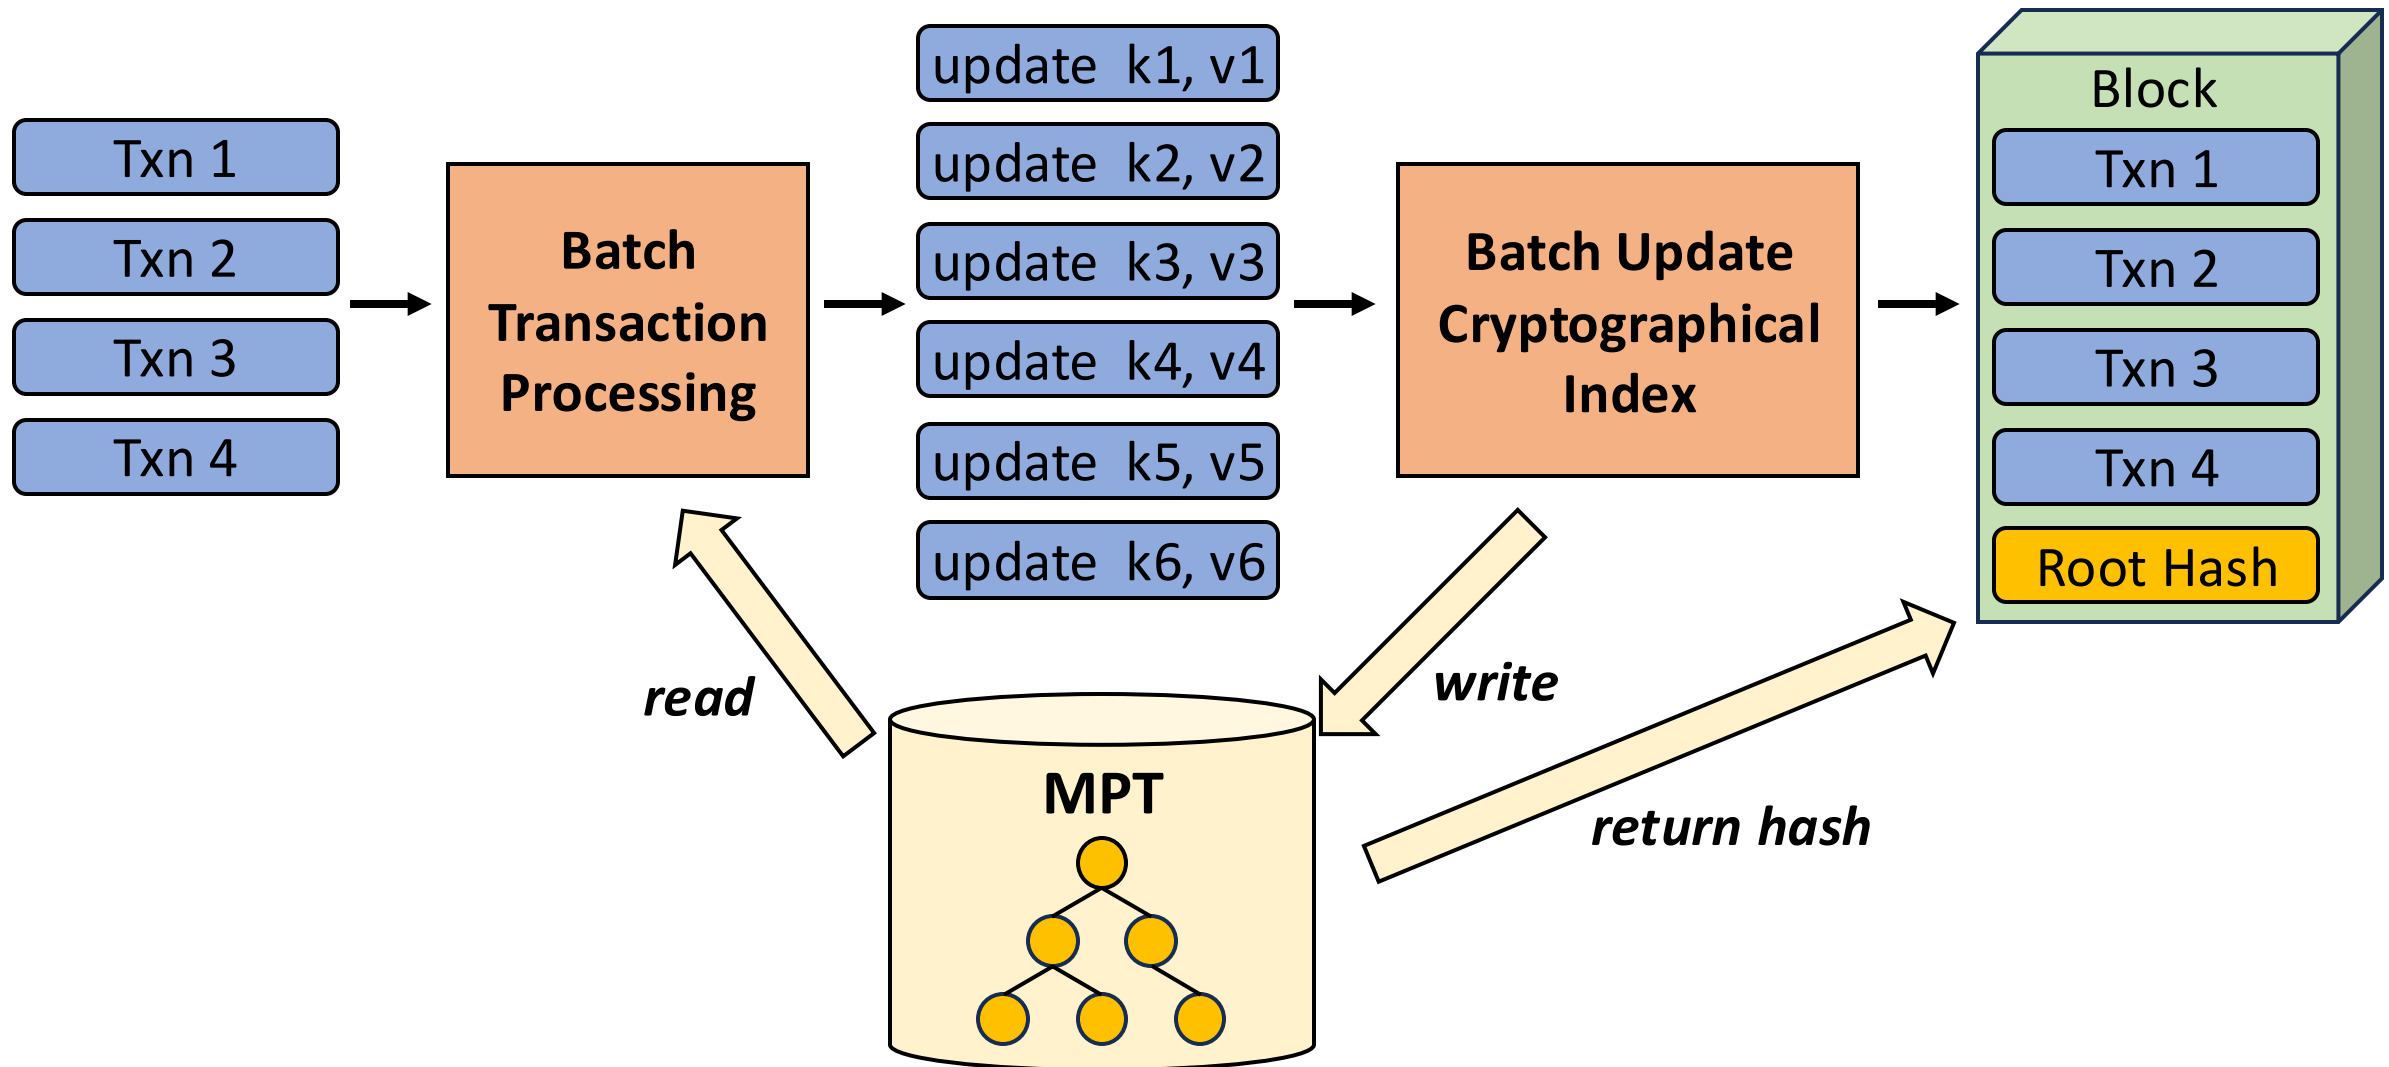 Txn 1
Txn 2
Txn 3
Txn 4
Batch
Transaction
Processing
update k1, v1
update k2, v2
update k3, v3
update k4, v4
update k5, v5
update k6, v6
Batch Update
Cryptographical
Index
Block
Txn 1
Txn 2
Txn 3
Txn 4
Root Hash
read
write
return hash
MPT